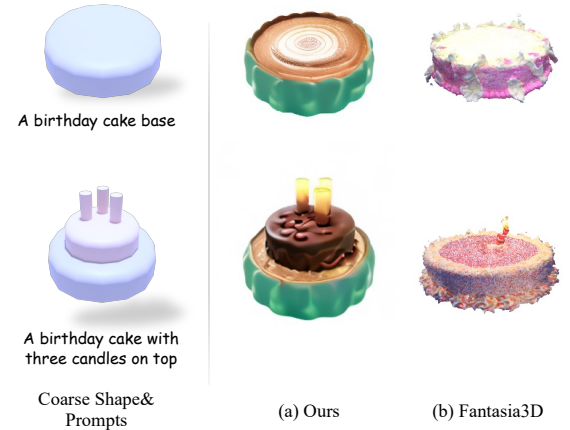 A birthday cake base
A birthday cake with
three candles on top
Coarse Shape&
Prompts
(a) Ours
(b) Fantasia3D